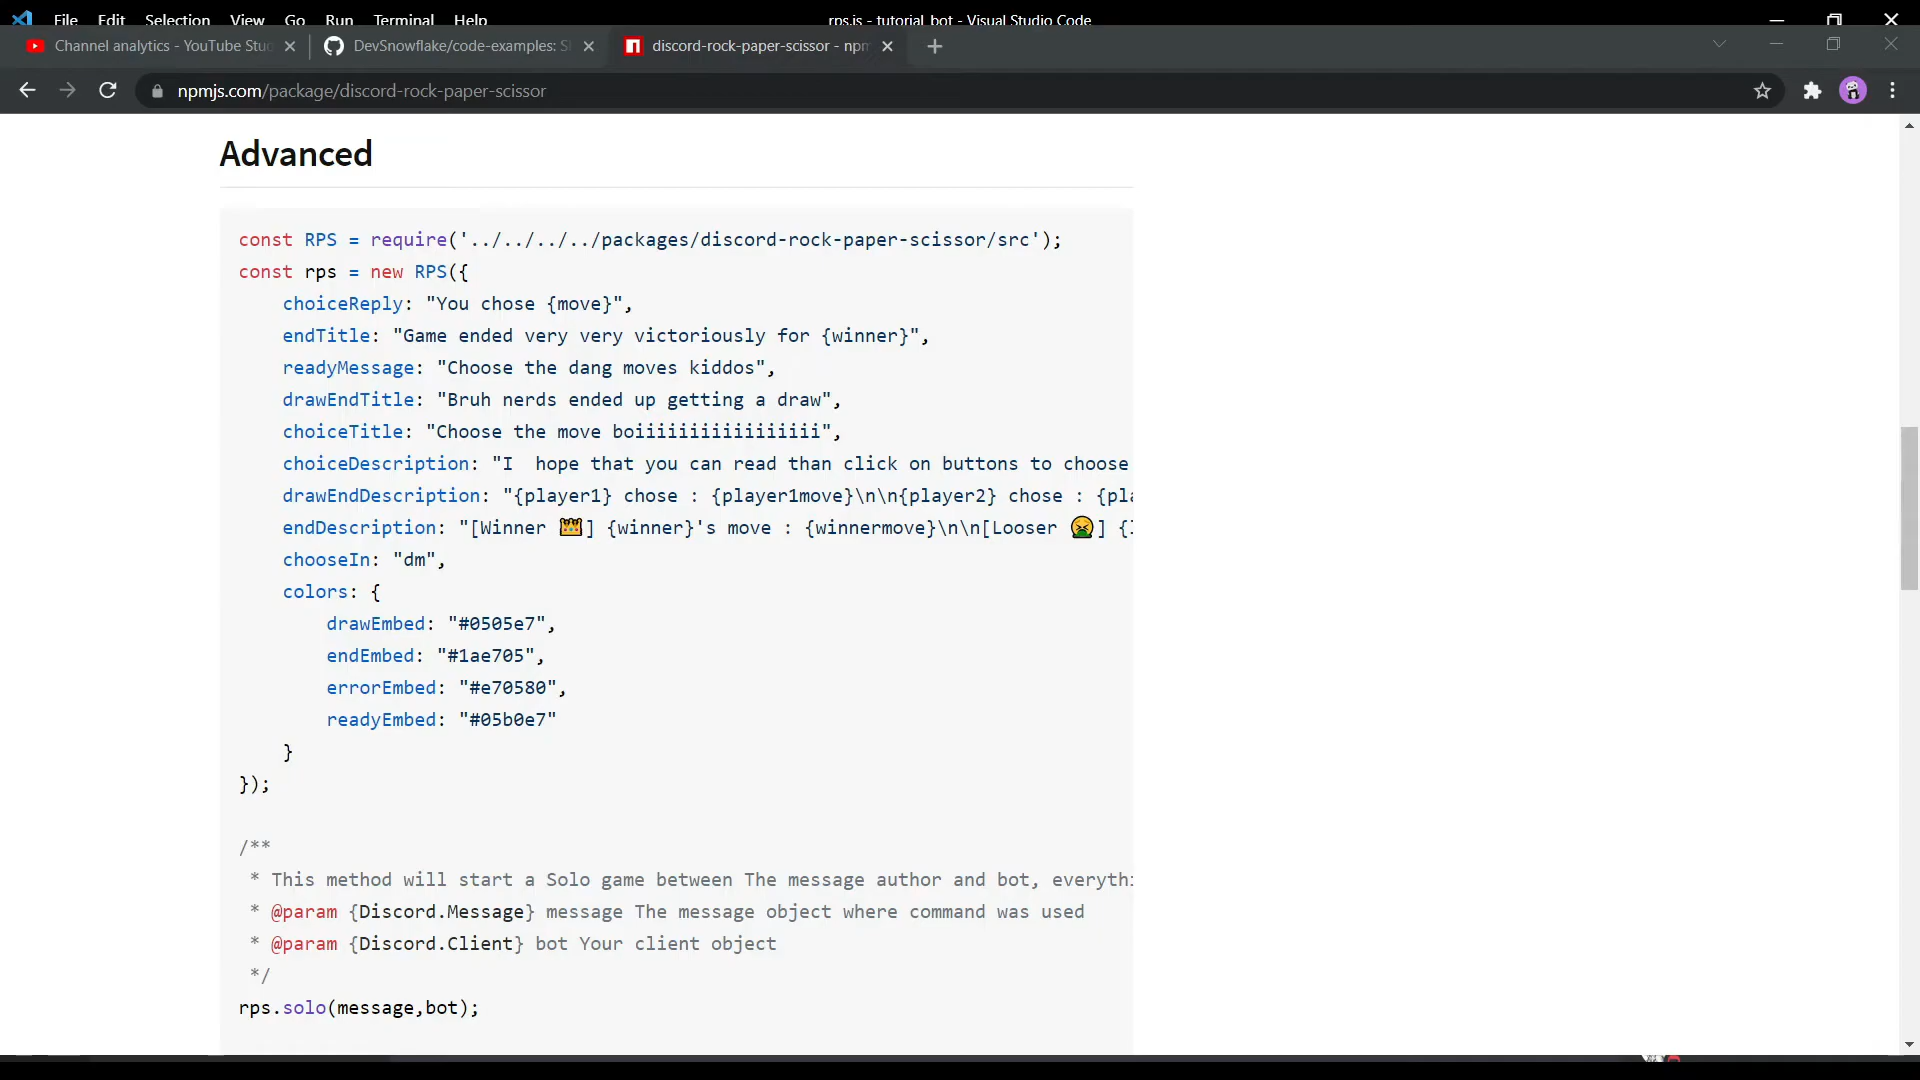 File Edit Selection View Go Run Terminal Help rps.js - tutorial_bot - Visual Studio Code
Channel analytics - YouTube Stu DevSnowflake/code-examples: S discord-rock-paper-scissor - npm
npmjs.com/package/discord-rock-paper-scissor
Advanced
const RPS = require('../../../../packages/discord-rock-paper-scissor/src');
const rps = new RPS({
choiceReply: "You chose {move}",
endTitle: "Game ended very very victoriously for {winner}",
readyMessage: "Choose the dang moves kiddos",
drawEndTitle: "Bruh nerds ended up getting a draw",
choiceTitle: "Choose the move boiiiiiiiiiiiiiiiii",
choiceDescription: "I  hope that you can read than click on buttons to choose
drawEndDescription: "{player1} chose : {player1move}\n\n{player2} chose : {pla
endDescription: "[Winner 👑] {winner}'s move : {winnermove}\n\n[Looser 🤮] {l
chooseIn: "dm",
colors: {
drawEmbed: "#0505e7",
endEmbed: "#1ae705",
errorEmbed: "#e70580",
readyEmbed: "#05b0e7"
}
});
/**
* This method will start a Solo game between The message author and bot, everythi
* @param {Discord.Message} message The message object where command was used
* @param {Discord.Client} bot Your client object
*/
rps.solo(message,bot);